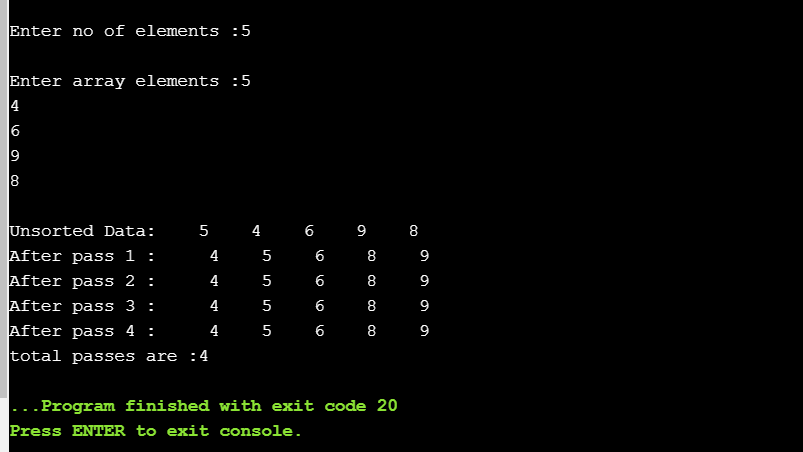 Enter no of elements :5
Enter array elements :5
4
6
9
8
Unsorted Data: 5 4 6 9 8
After pass 1 : 4 5 6 8 9
After pass 2 : 4 5 6 8 9
After pass 3 : 4 5 6 8 9
After pass 4 : 4 5 6 8 9
total passes are :4
...Program finished with exit code 20
Press ENTER to exit console.